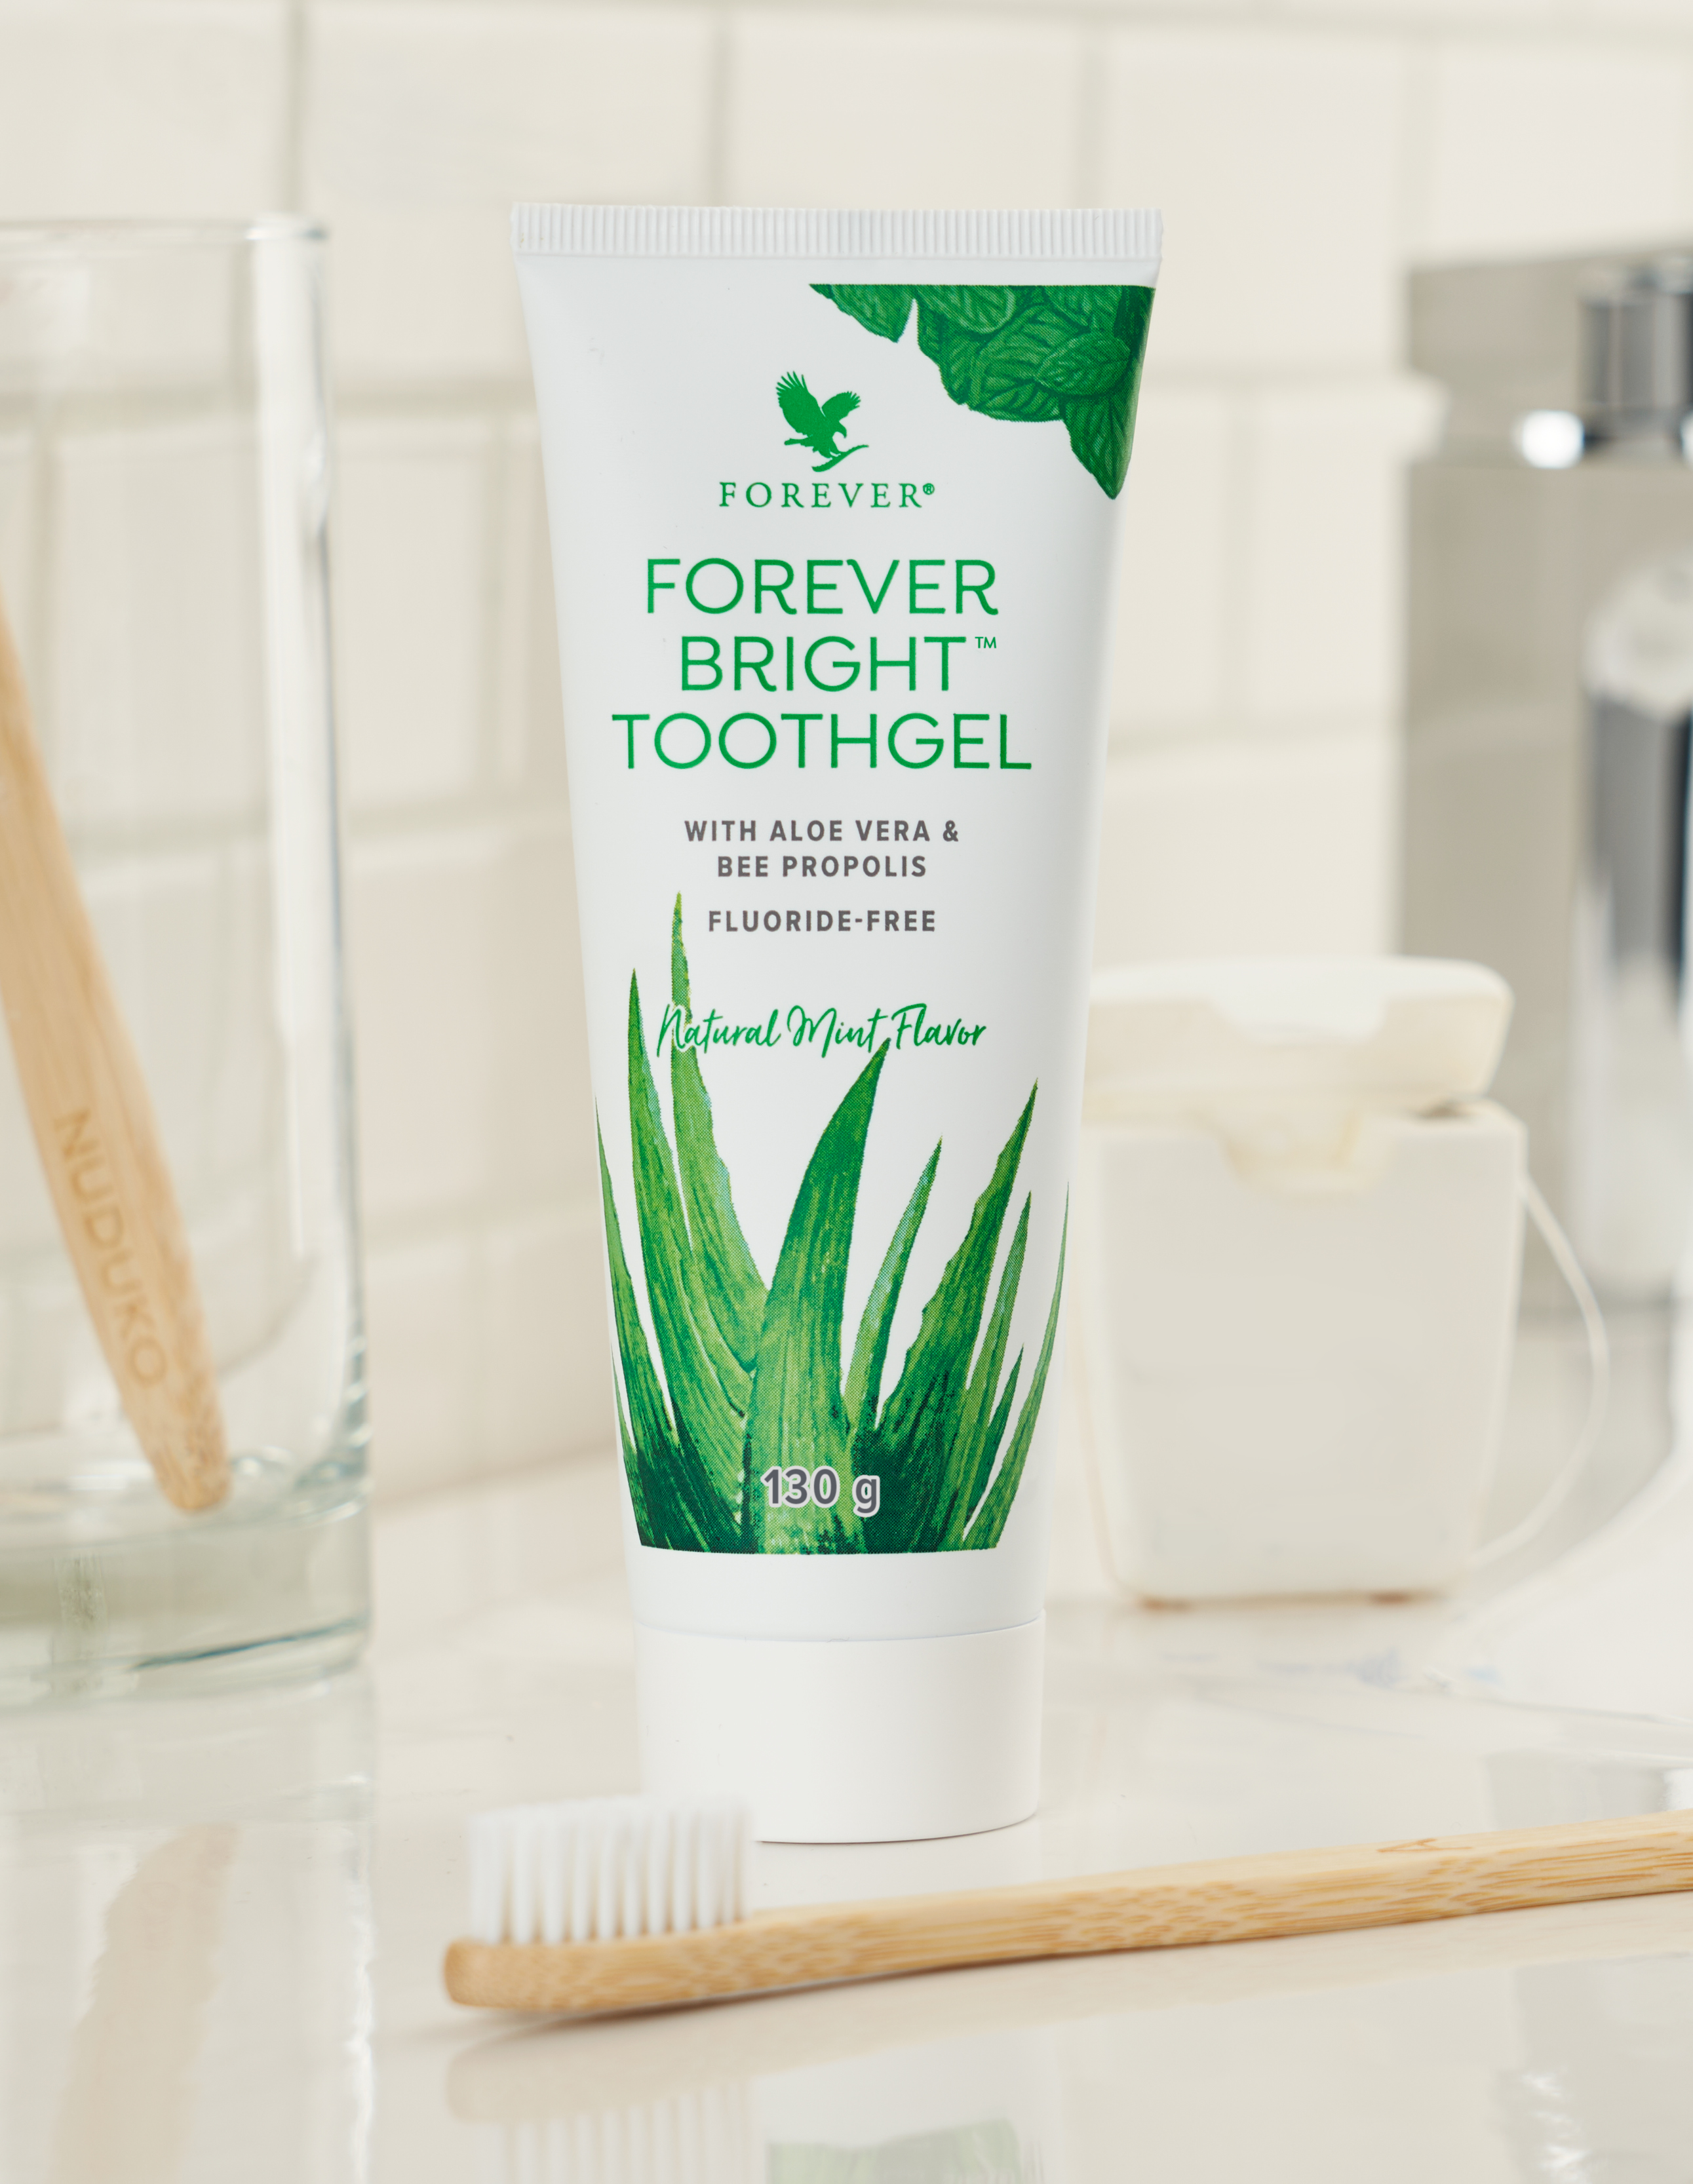 FOREVER®
FOREVER
BRIGHT™
TOOTHGEL
WITH ALOE VERA &
BEE PROPOLIS
FLUORIDE-FREE
Natural Mint Flavor
130 g
NUDUKO